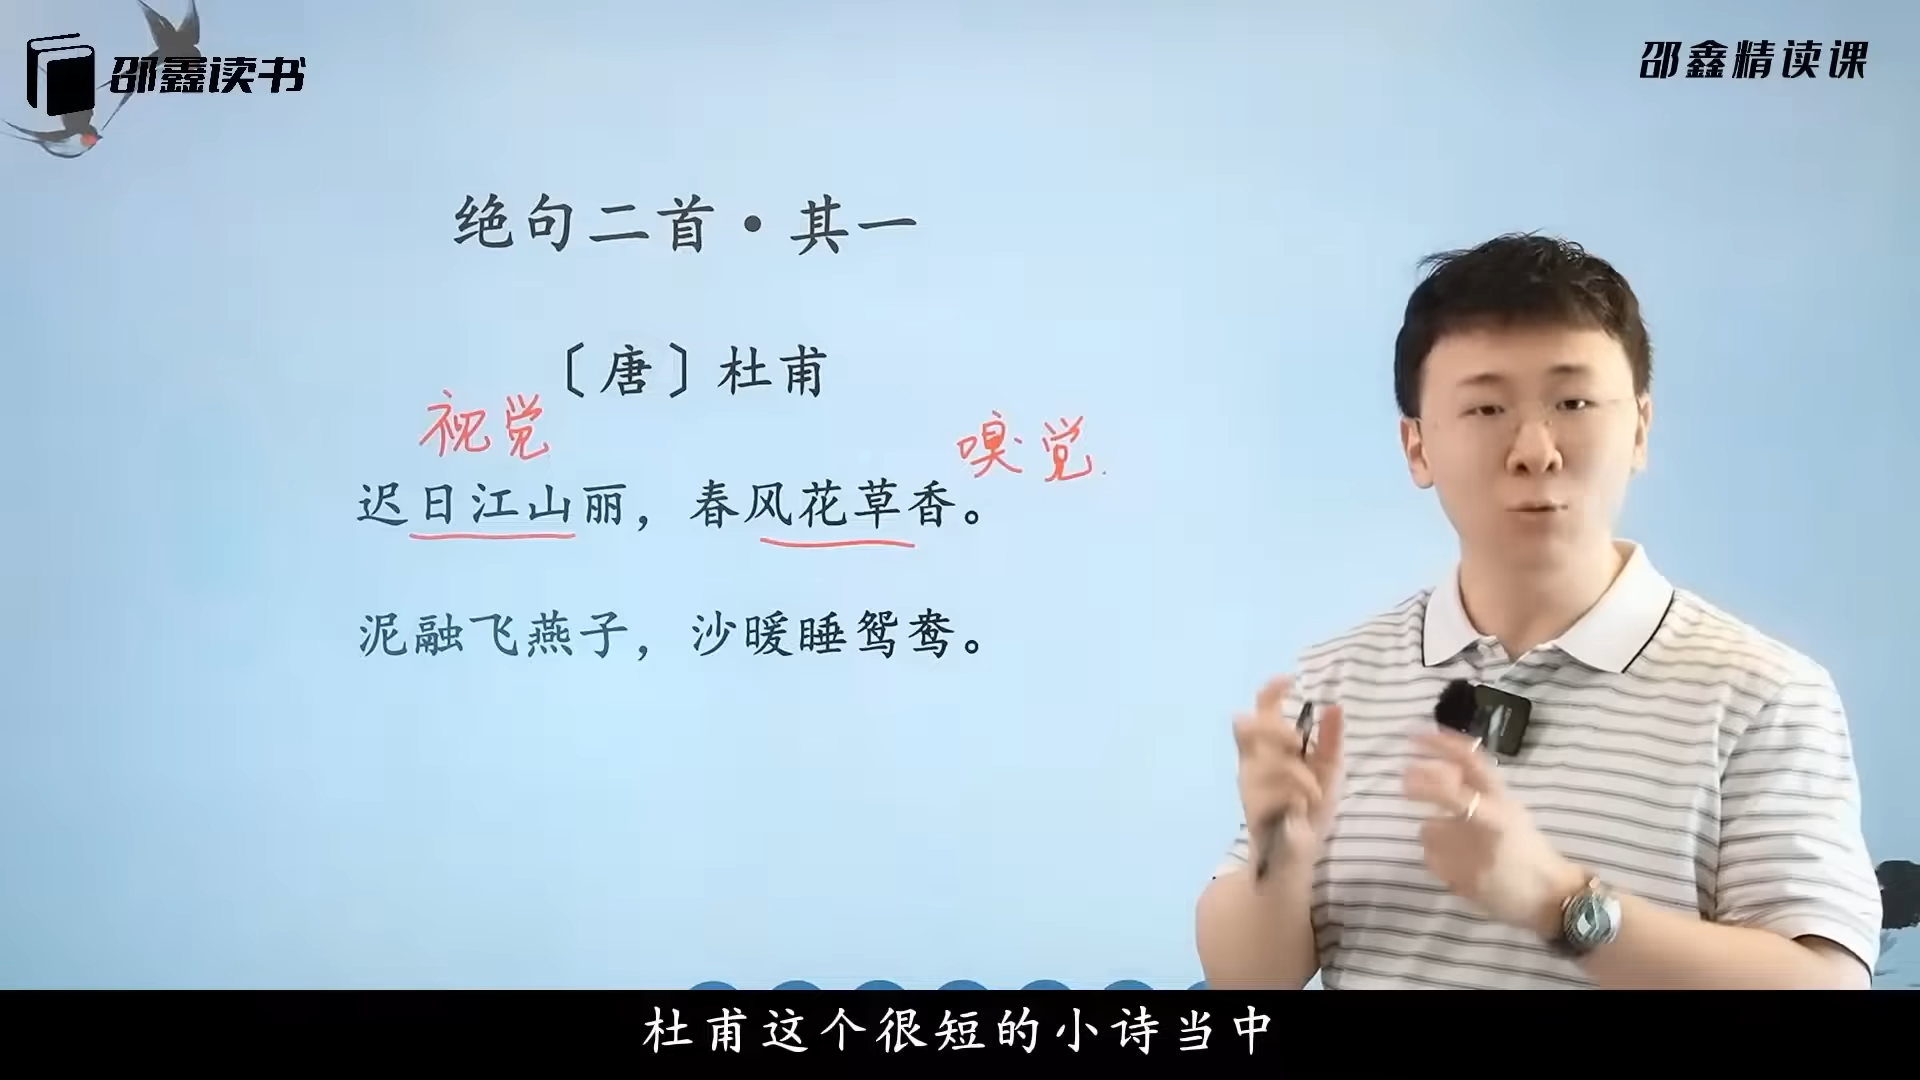 邵鑫读书
邵鑫精读课
绝句二首·其一
〔唐〕杜甫
视觉
嗅觉
迟日江山丽，春风花草香。
泥融飞燕子，沙暖睡鸳鸯。
杜甫这个很短的小诗当中